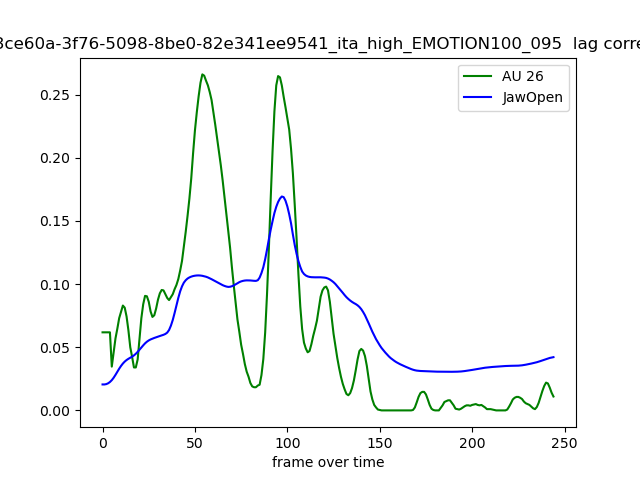 3ce60a-3f76-5098-8be0-82e341ee9541_ita_high_EMOTION100_095 lag corre
AU 26
JawOpen
0.25
0.20
0.15
0.10
0.05
0.00
0 50 100 150 200 250
frame over time